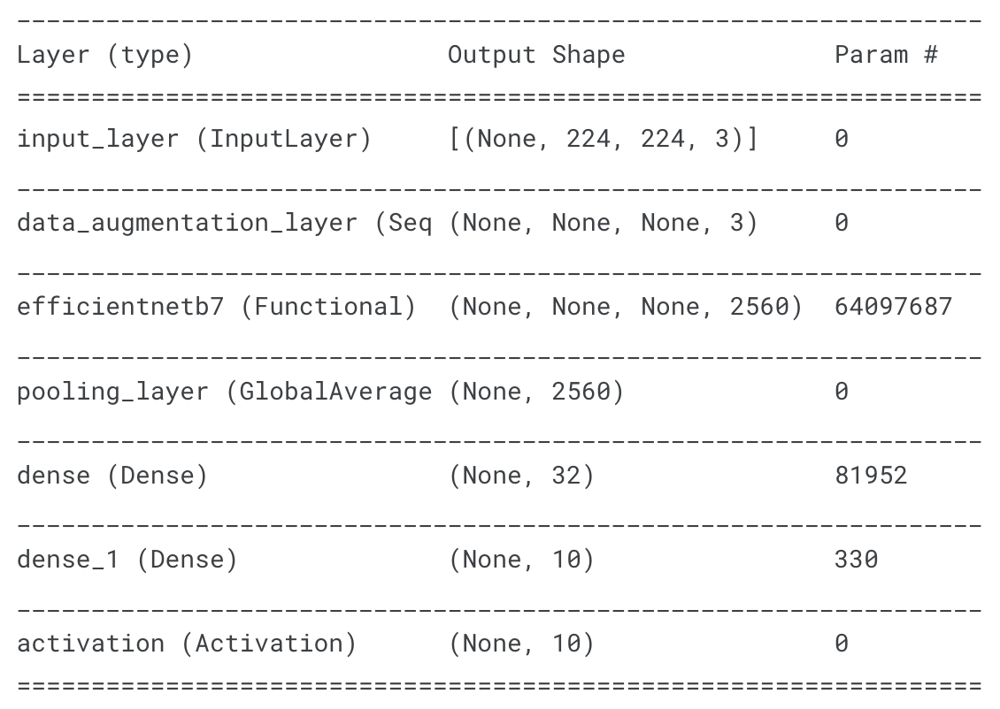 _________________________________________________________________
Layer (type)                 Output Shape              Param #
=================================================================
input_layer (InputLayer)     [(None, 224, 224, 3)]     0
_________________________________________________________________
data_augmentation_layer (Seq (None, None, None, 3)     0
_________________________________________________________________
efficientnetb7 (Functional)  (None, None, None, 2560)  64097687
_________________________________________________________________
pooling_layer (GlobalAverage (None, 2560)              0
_________________________________________________________________
dense (Dense)                (None, 32)                81952
_________________________________________________________________
dense_1 (Dense)              (None, 10)                330
_________________________________________________________________
activation (Activation)      (None, 10)                0
=================================================================